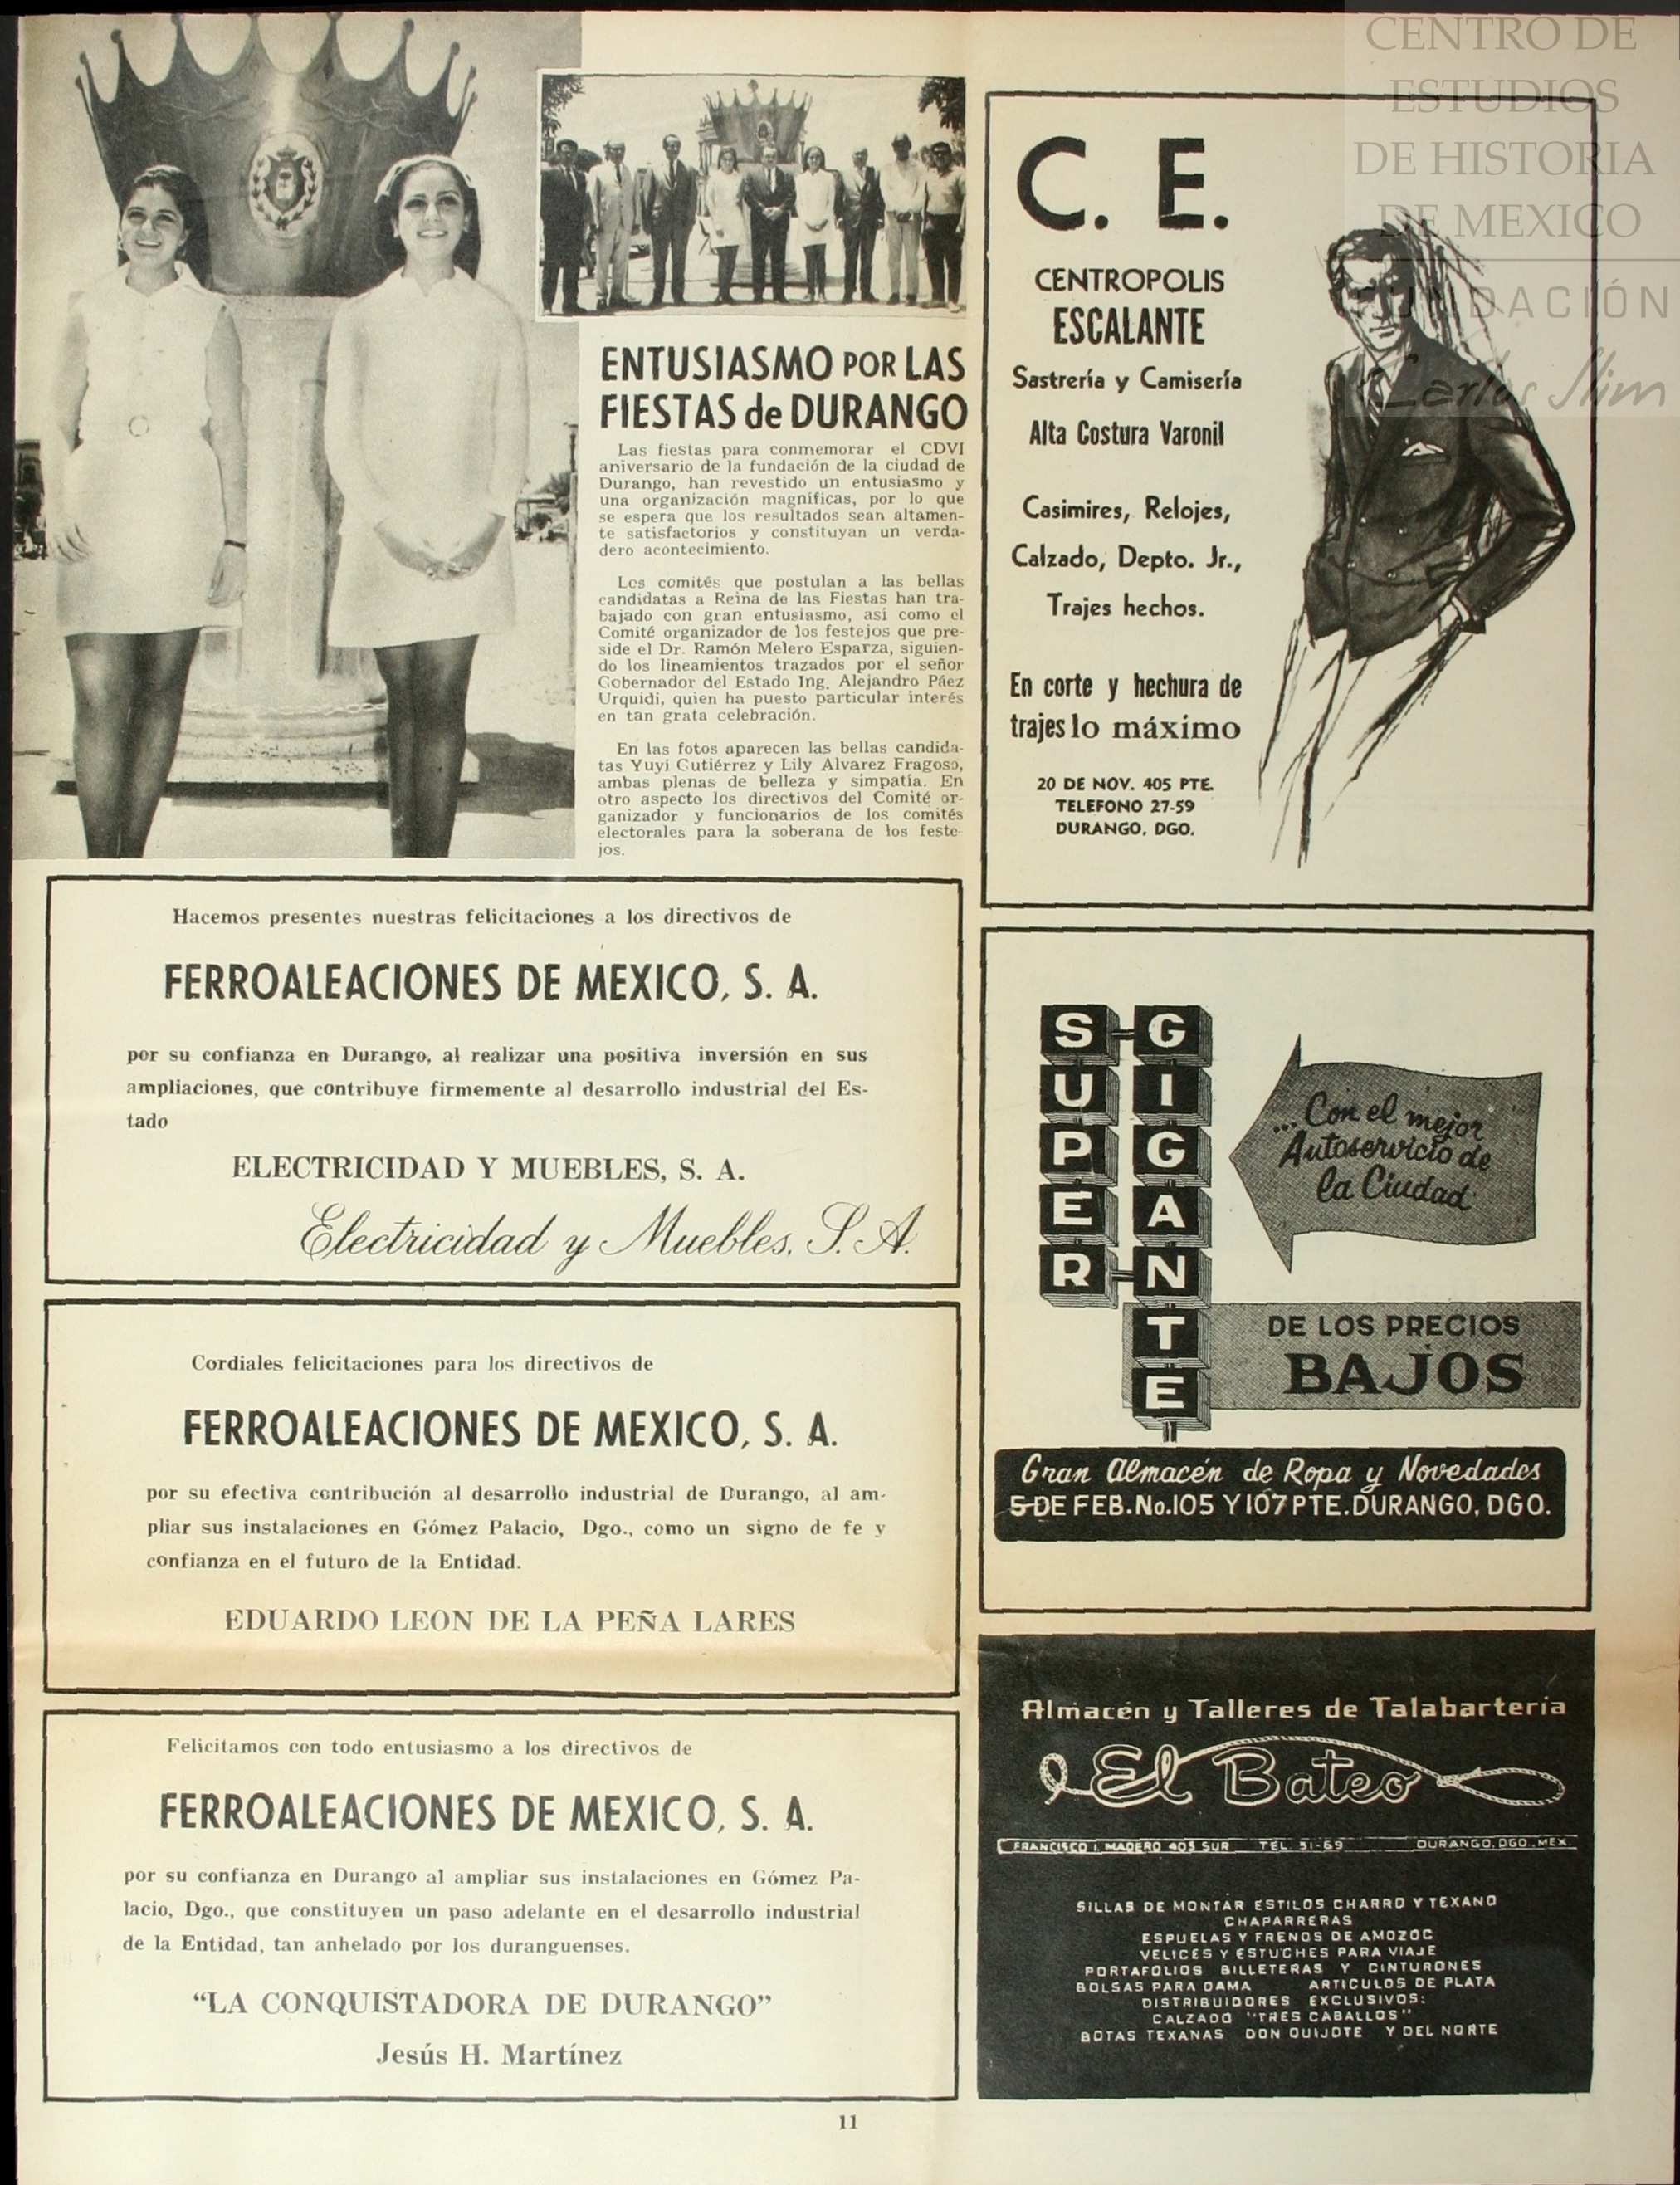 CENTRO DE
ESTUDIOS
DE HISTORIA
DE MEXICO
FUNDACIÓN
Carlos Slim
ENTUSIASMO POR LAS
FIESTAS de DURANGO
Las fiestas para conmemorar el CDVI
aniversario de la fundación de la ciudad de
Durango, han revestido un entusiasmo y
una organización magníficas, por lo que
se espera que los resultados sean altamen-
te satisfactorios y constituyan un verda-
dero acontecimiento.
Los comités que postulan a las bellas
candidatas a Reina de las Fiestas han tra-
bajado con gran entusiasmo, así como el
Comité organizador de los festejos que pre-
side el Dr. Ramón Melero Esparza, siguien-
do los lineamientos trazados por el señor
Gobernador del Estado Ing. Alejandro Páez
Urquidi, quien ha puesto particular interés
en tan grata celebración.
En las fotos aparecen las bellas candida-
tas Yuyi Gutiérrez y Lily Alvarez Fragoso,
ambas plenas de belleza y simpatía. En
otro aspecto los directivos del Comité or-
ganizador y funcionarios de los comités
electorales para la soberana de los feste-
jos.
Hacemos presentes nuestras felicitaciones a los directivos de
FERROALEACIONES DE MEXICO, S. A.
por su confianza en Durango, al realizar una positiva inversión en sus
ampliaciones, que contribuye firmemente al desarrollo industrial del Es-
tado
ELECTRICIDAD Y MUEBLES, S. A.
Electricidad y Muebles, S. A.
Cordiales felicitaciones para los directivos de
FERROALEACIONES DE MEXICO, S. A.
por su efectiva contribución al desarrollo industrial de Durango, al am-
pliar sus instalaciones en Gómez Palacio, Dgo., como un signo de fe y
confianza en el futuro de la Entidad.
EDUARDO LEON DE LA PEÑA LARES
Felicitamos con todo entusiasmo a los directivos de
FERROALEACIONES DE MEXICO, S. A.
por su confianza en Durango al ampliar sus instalaciones en Gómez Pa-
lacio, Dgo., que constituyen un paso adelante en el desarrollo industrial
de la Entidad, tan anhelado por los duranguenses.
"LA CONQUISTADORA DE DURANGO"
Jesús H. Martínez
C. E.
CENTROPOLIS
ESCALANTE
Sastrería y Camisería
Alta Costura Varonil
Casimires, Relojes,
Calzado, Depto. Jr.,
Trajes hechos.
En corte y hechura de
trajes lo máximo
20 DE NOV. 405 PTE.
TELEFONO 27-59
DURANGO, DGO.
SUPER
GIGANTE
...Con el mejor
Autoservicio de
la Ciudad
DE LOS PRECIOS
BAJOS
Gran Almacén de Ropa y Novedades
5 DE FEB. No. 105 Y 107 PTE. DURANGO, DGO.
Almacén y Talleres de Talabartería
El Bateo
FRANCISCO I. MADERO 403 SUR TEL. 51-69 DURANGO, DGO., MEX.
SILLAS DE MONTAR ESTILOS CHARRO Y TEXANO
CHAPARRERAS
ESPUELAS Y FRENOS DE AMOZOC
VELICES Y ESTUCHES PARA VIAJE
PORTAFOLIOS BILLETERAS Y CINTURONES
BOLSAS PARA DAMA ARTICULOS DE PLATA
DISTRIBUIDORES EXCLUSIVOS:
CALZADO "TRES CABALLOS"
BOTAS TEXANAS DON QUIJOTE Y DEL NORTE
11